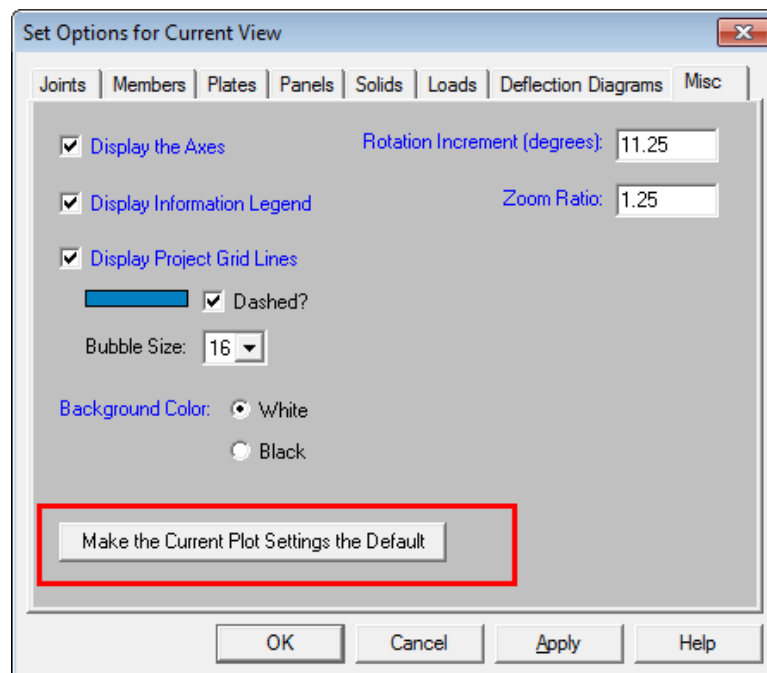 Set Options for Current View
Joints Members Plates Panels Solids Loads Deflection Diagrams Misc
Display the Axes Rotation Increment (degrees): 11.25
Display Information Legend Zoom Ratio: 1.25
Display Project Grid Lines
Dashed?
Bubble Size: 16
Background Color: White
Black
Make the Current Plot Settings the Default
OK Cancel Apply Help